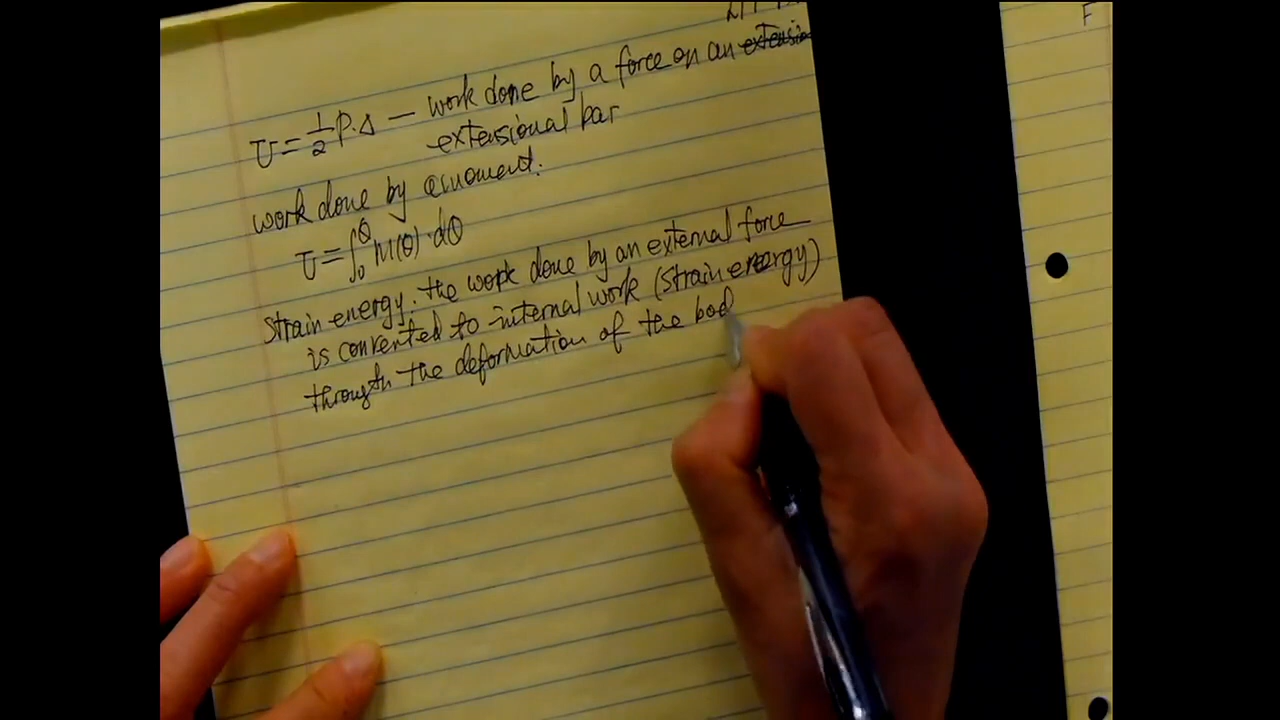 U = 1/2 P·Δ — work done by a force on an extension
extensional bar
work done by a moment.
U = ∫₀^θ M(θ)·dθ
Strain energy: the work done by an external force
is converted to internal work (strain energy)
through the deformation of the bod
F